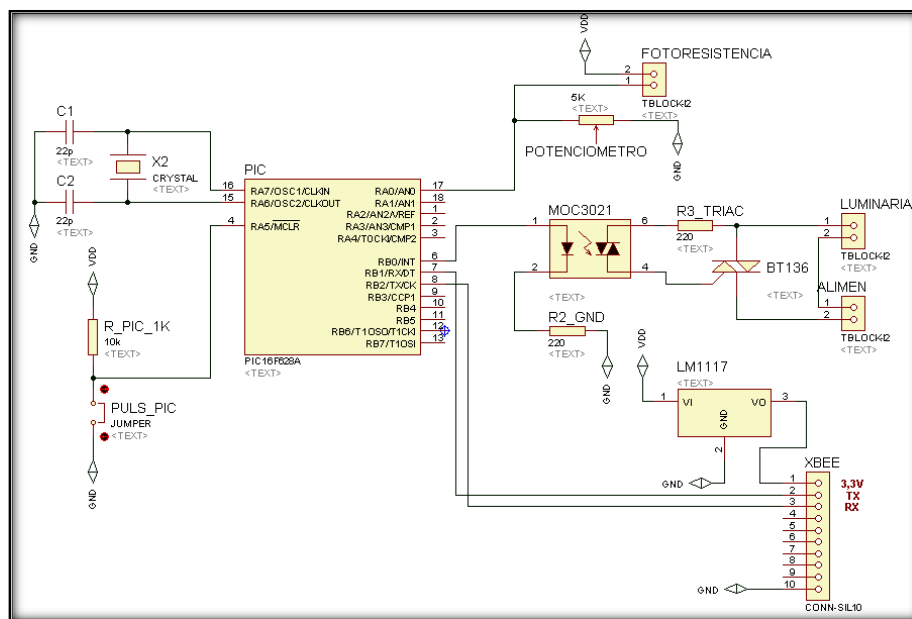 VDD
FOTORESISTENCIA
2
1
TBLOCK-I2
<TEXT>
5K
<TEXT>
POTENCIOMETRO
GND
C1
22p
<TEXT>
X2
CRYSTAL
<TEXT>
C2
22p
<TEXT>
GND
PIC
16 RA7/OSC1/CLKIN RA0/AN0 17
15 RA6/OSC2/CLKOUT RA1/AN1 18
RA2/AN2/VREF 1
4 RA5/MCLR RA3/AN3/CMP1 2
RA4/T0CKI/CMP2 3
RB0/INT 6
RB1/RX/DT 7
RB2/TX/CK 8
RB3/CCP1 9
RB4 10
RB5 11
RB6/T1OSO/T1CKI 12
RB7/T1OSI 13
PIC16F628A
<TEXT>
VDD
R_PIC_1K
10k
<TEXT>
PULS_PIC
JUMPER
<TEXT>
GND
MOC3021
1
2
6
4
<TEXT>
R3_TRIAC
220
<TEXT>
R2_GND
220
<TEXT>
GND
BT136
<TEXT>
LUMINARIA
1
2
TBLOCK-I2
<TEXT>
ALIMEN
1
2
TBLOCK-I2
<TEXT>
VDD
LM1117
<TEXT>
1 VI VO 3
GND
2
GND
XBEE
1 3,3V
2 TX
3 RX
4
5
6
7
8
9
GND 10
CONN-SIL10